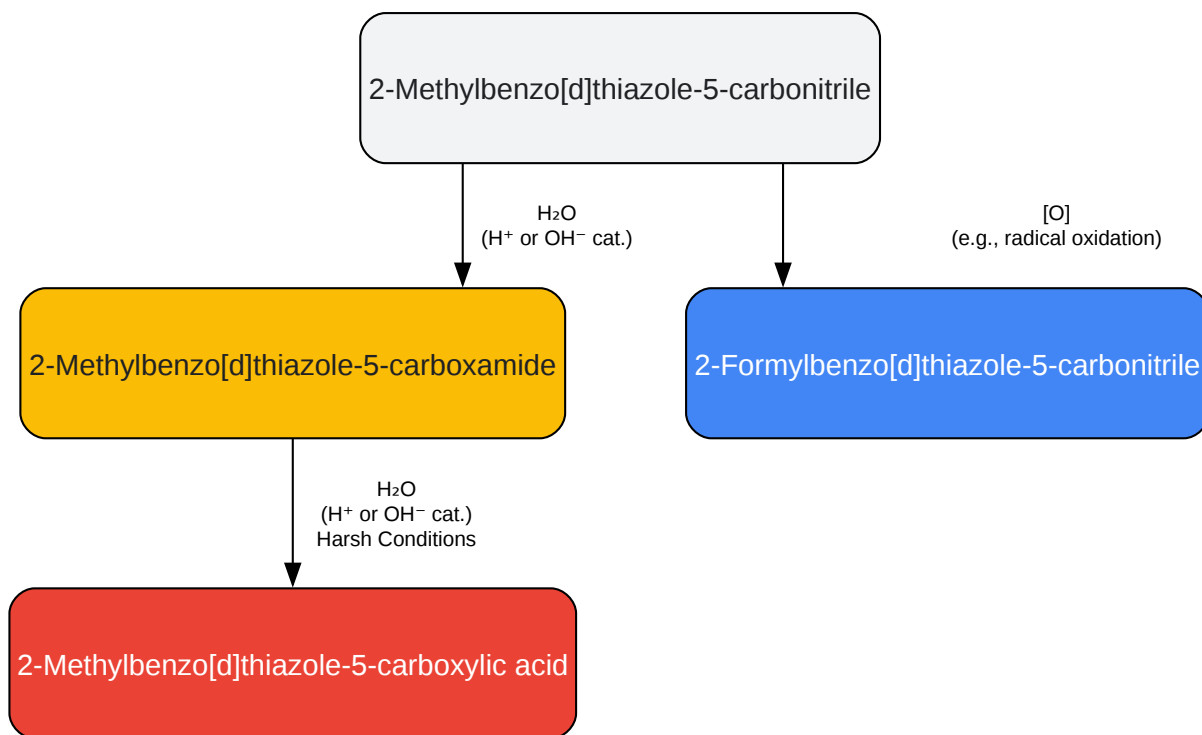 2-Methylbenzo[d]thiazole-5-carbonitrile
H₂O
(H⁺ or OH⁻ cat.)
[O]
(e.g., radical oxidation)
2-Methylbenzo[d]thiazole-5-carboxamide
2-Formylbenzo[d]thiazole-5-carbonitrile
H₂O
(H⁺ or OH⁻ cat.)
Harsh Conditions
2-Methylbenzo[d]thiazole-5-carboxylic acid